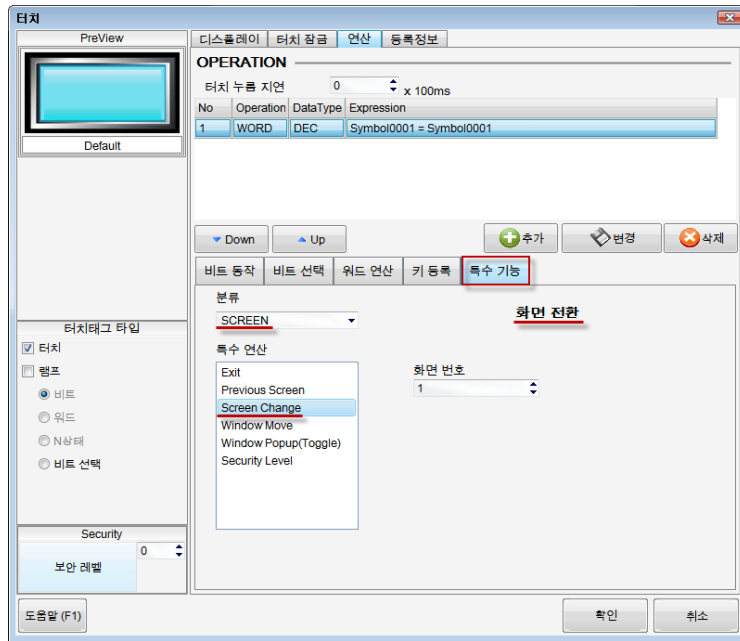 터치
PreView
Default
디스플레이 터치 잠금 연산 등록정보
OPERATION
터치 누름 지연 0 x 100ms
No Operation DataType Expression
1 WORD DEC Symbol0001 = Symbol0001
Down Up 추가 변경 삭제
비트 동작 비트 선택 워드 연산 키 등록 특수 기능
분류
SCREEN
화면 전환
특수 연산
Exit
Previous Screen
Screen Change
Window Move
Window Popup(Toggle)
Security Level
화면 번호
1
터치태그 타입
터치
램프
비트
워드
N상태
비트 선택
Security
보안 레벨 0
도움말 (F1) 확인 취소